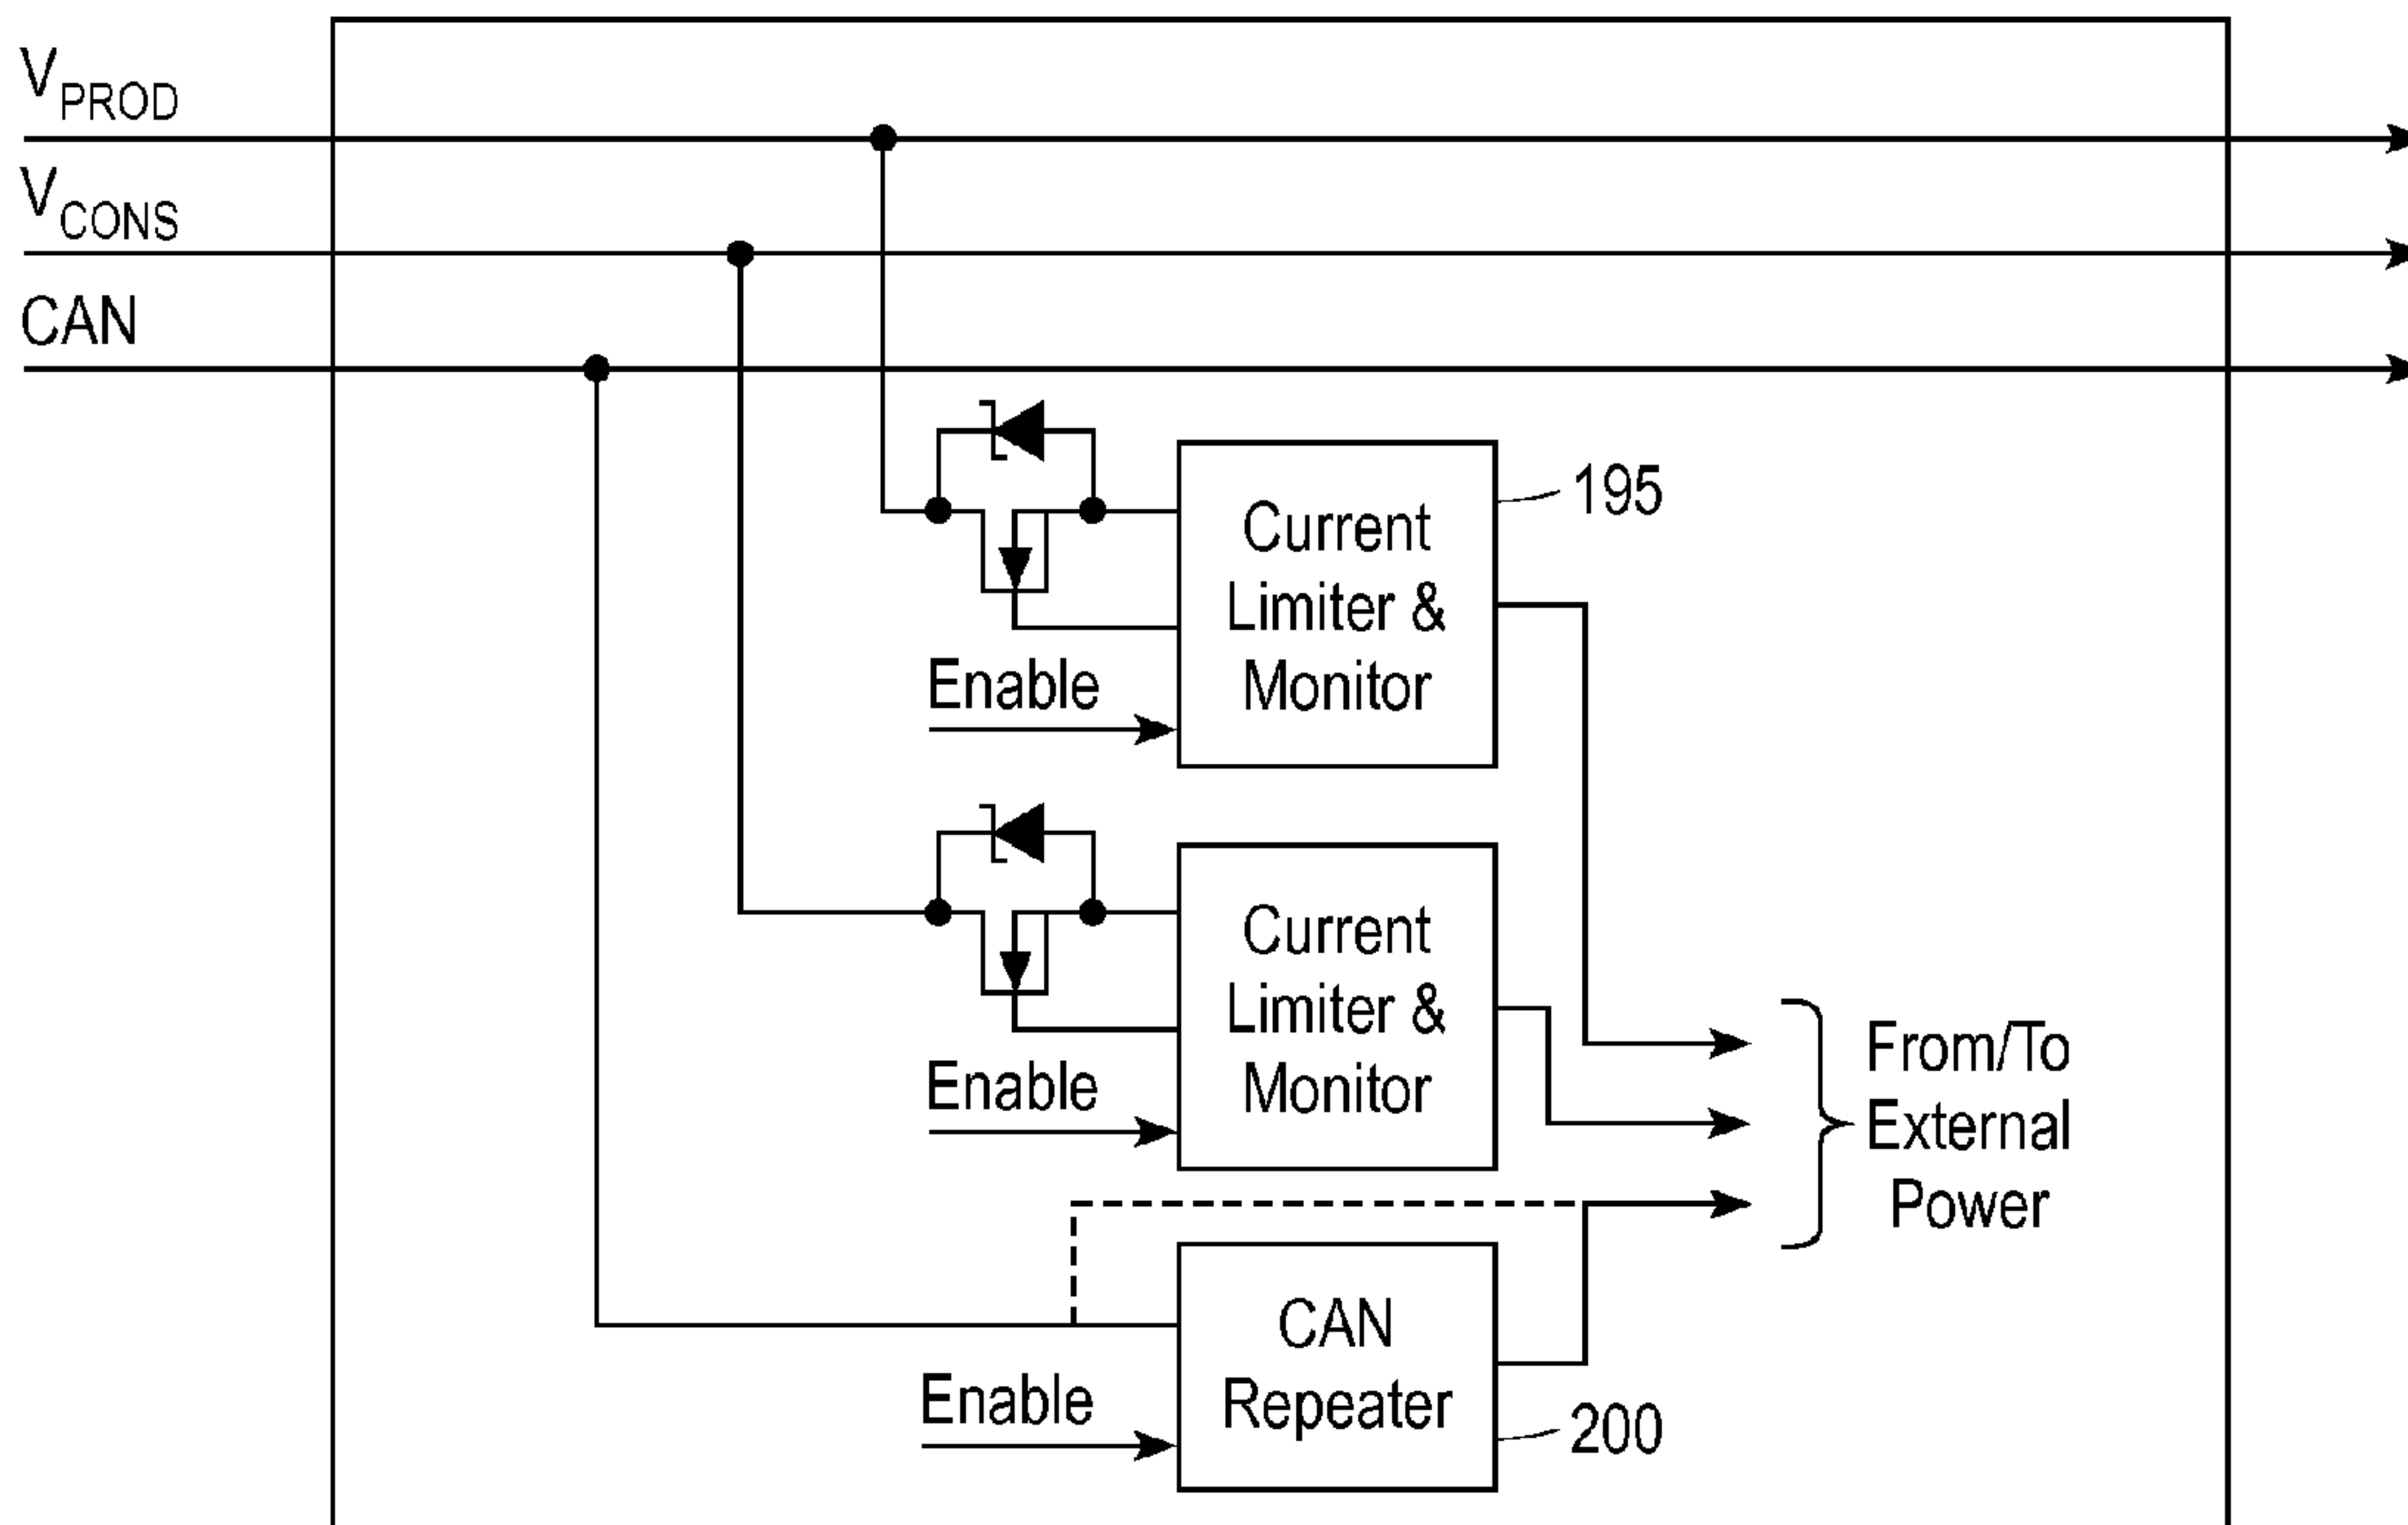 VPROD
VCONS
CAN
Current
Limiter &
Monitor
195
Enable
Current
Limiter &
Monitor
Enable
From/To
External
Power
CAN
Repeater
Enable
200